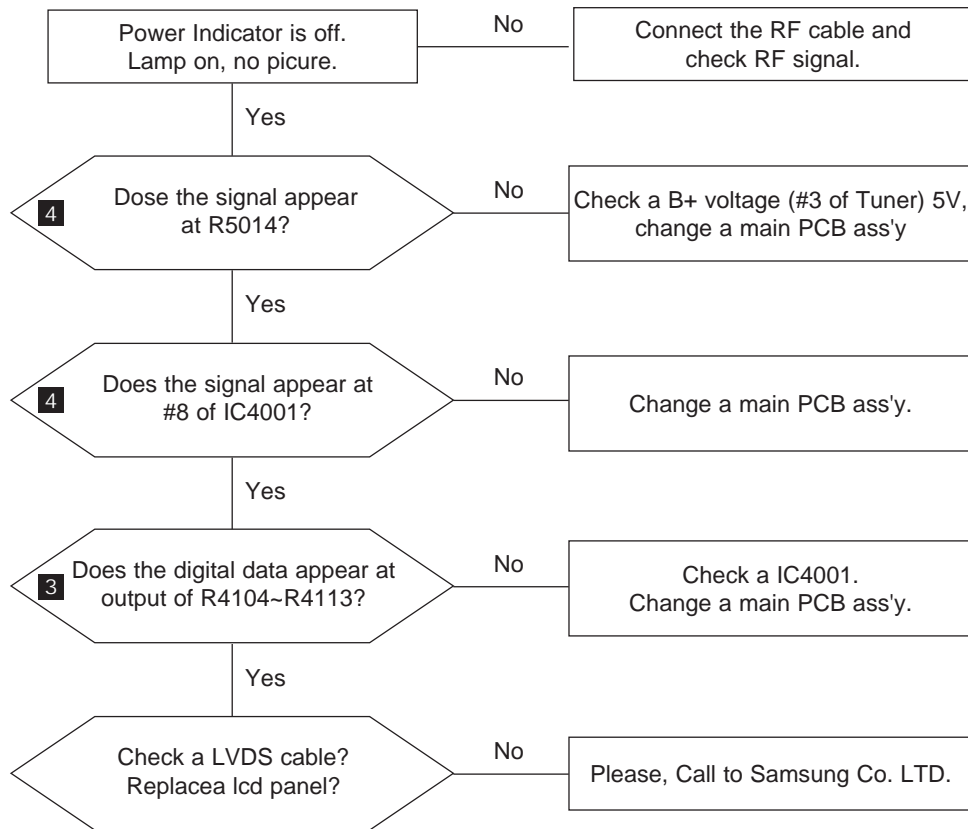 Power Indicator is off.
Lamp on, no picure.
No
Connect the RF cable and
check RF signal.
Yes
4
Dose the signal appear
at R5014?
No
Check a B+ voltage (#3 of Tuner) 5V,
change a main PCB ass'y
Yes
4
Does the signal appear at
#8 of IC4001?
No
Change a main PCB ass'y.
Yes
3
Does the digital data appear at
output of R4104~R4113?
No
Check a IC4001.
Change a main PCB ass'y.
Yes
Check a LVDS cable?
Replacea lcd panel?
No
Please, Call to Samsung Co. LTD.